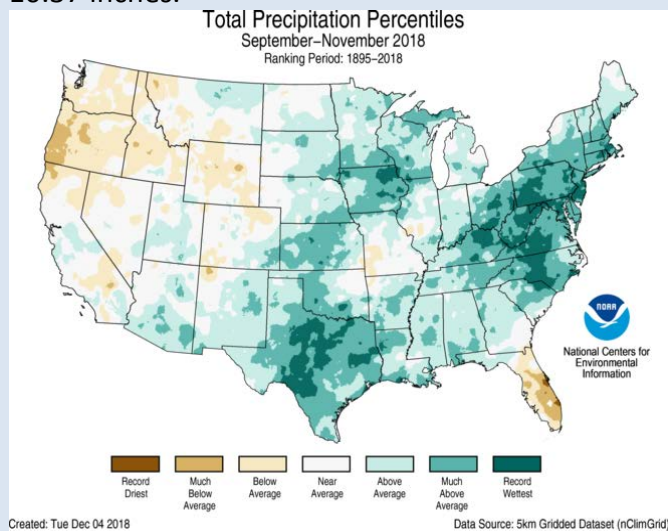 Total Precipitation Percentiles
September–November 2018
Ranking Period: 1895–2018
NOAA
National Centers for
Environmental
Information
Record
Driest
Much
Below
Average
Below
Average
Near
Average
Above
Average
Much
Above
Average
Record
Wettest
Created: Tue Dec 04 2018
Data Source: 5km Gridded Dataset (nClimGrid)